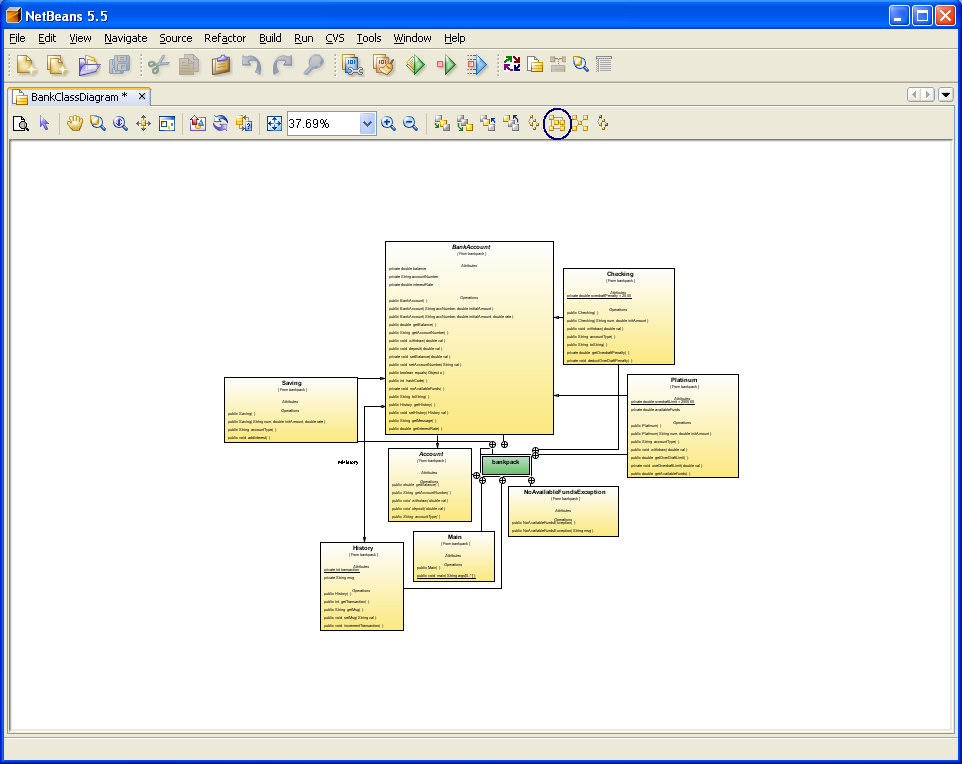 NetBeans 5.5
File Edit View Navigate Source Refactor Build Run CVS Tools Window Help
BankClassDiagram *
37.69%
BankAccount
{ From bankpack }
Attributes
private double balance
private String accountNumber
private double interestRate
Operations
public BankAccount( )
public BankAccount( String accNumber, double initialAmount )
public BankAccount( String accNumber, double initialAmount, double rate )
public double getBalance( )
public String getAccountNumber( )
public void withdraw( double val )
public void deposit( double val )
private void setBalance( double val )
public void setAccountNumber( String val )
public boolean equals( Object o )
public int hashCode( )
private void noAvailableFunds( )
public String toString( )
public History getHistory( )
public void setHistory( History val )
public String getMessage( )
public double getInterestRate( )
Checking
{ From bankpack }
Attributes
private double overdraftPenalty = 20.00
Operations
public Checking( )
public Checking( String num, double initAmount )
public void withdraw( double val )
public String accountType( )
public String toString( )
private double getOverdraftPenalty( )
private void deductOverDraftPenalty( )
Saving
{ From bankpack }
Attributes
Operations
public Saving( )
public Saving( String num, double initAmount, double rate )
public String accountType( )
public void addInterest( )
Platinum
{ From bankpack }
Attributes
private double availableFunds
Operations
public Platinum( )
public Platinum( String num, double initAmount )
public String accountType( )
public void withdraw( double val )
public double getOverDraftLimit( )
private void useOverdraftLimit( double val )
public double getAvailableFunds( )
Account
{ From bankpack }
Attributes
Operations
public double getBalance( )
public String getAccountNumber( )
public void withdraw( double val )
public void deposit( double val )
public String accountType( )
bankpack
NoAvailableFundsException
{ From bankpack }
Attributes
Operations
public NoAvailableFundsException( )
public NoAvailableFundsException( String msg )
Main
{ From bankpack }
Attributes
Operations
public Main( )
public void main( String args[0..*] )
History
{ From bankpack }
Attributes
private int transaction
private String msg
Operations
public History( )
public int getTransaction( )
public String getMsg( )
public void setMsg( String val )
public void incrementTransaction( )